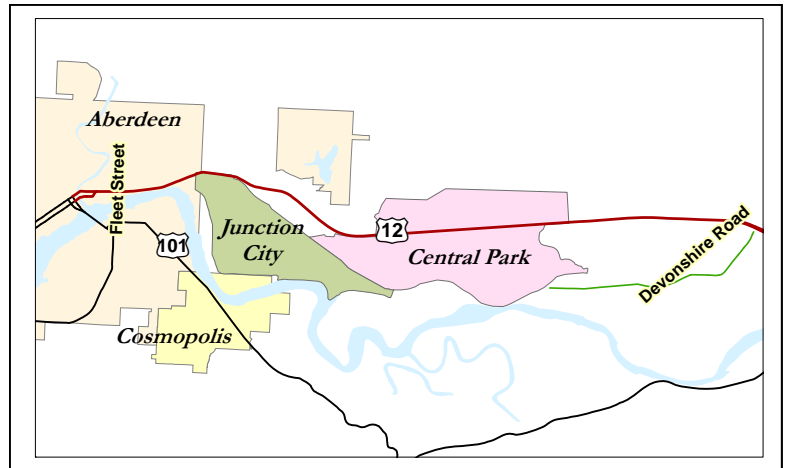 Aberdeen
Fleet Street
101
Junction
City
12
Central Park
Devonshire Road
Cosmopolis